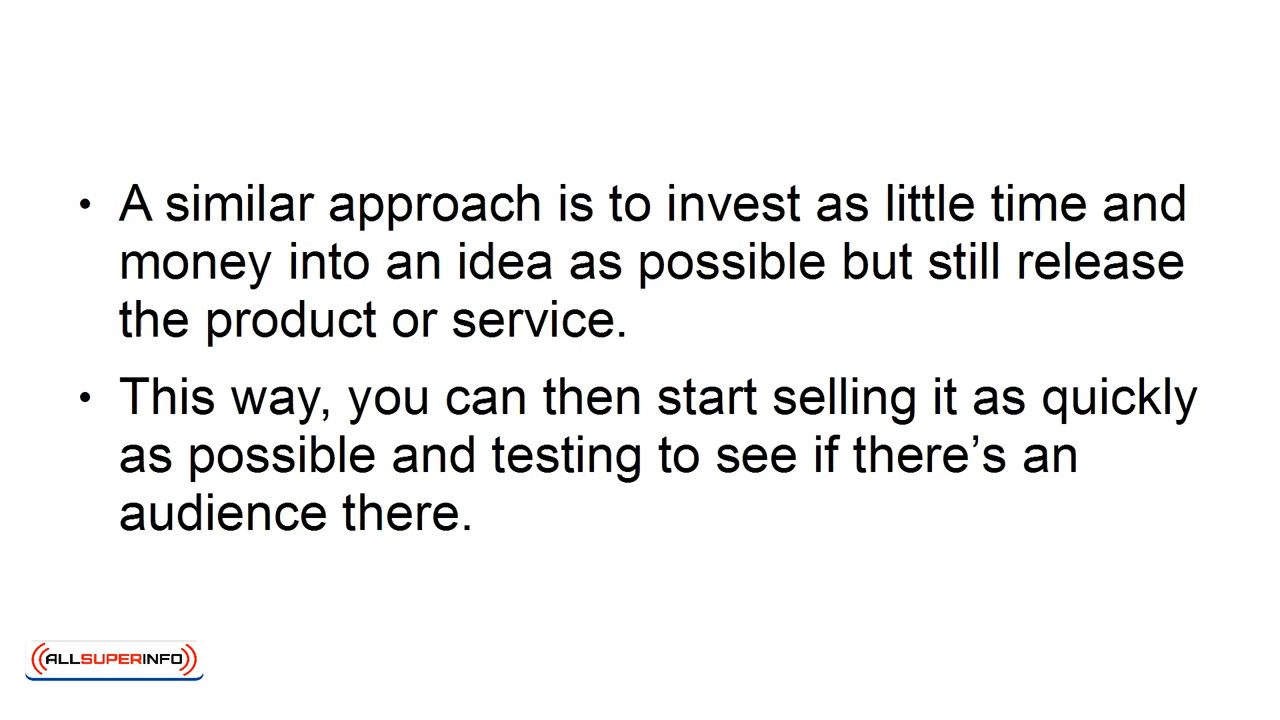 • A similar approach is to invest as little time and
money into an idea as possible but still release
the product or service.
• This way, you can then start selling it as quickly
as possible and testing to see if there’s an
audience there.
ALLSUPERINFO